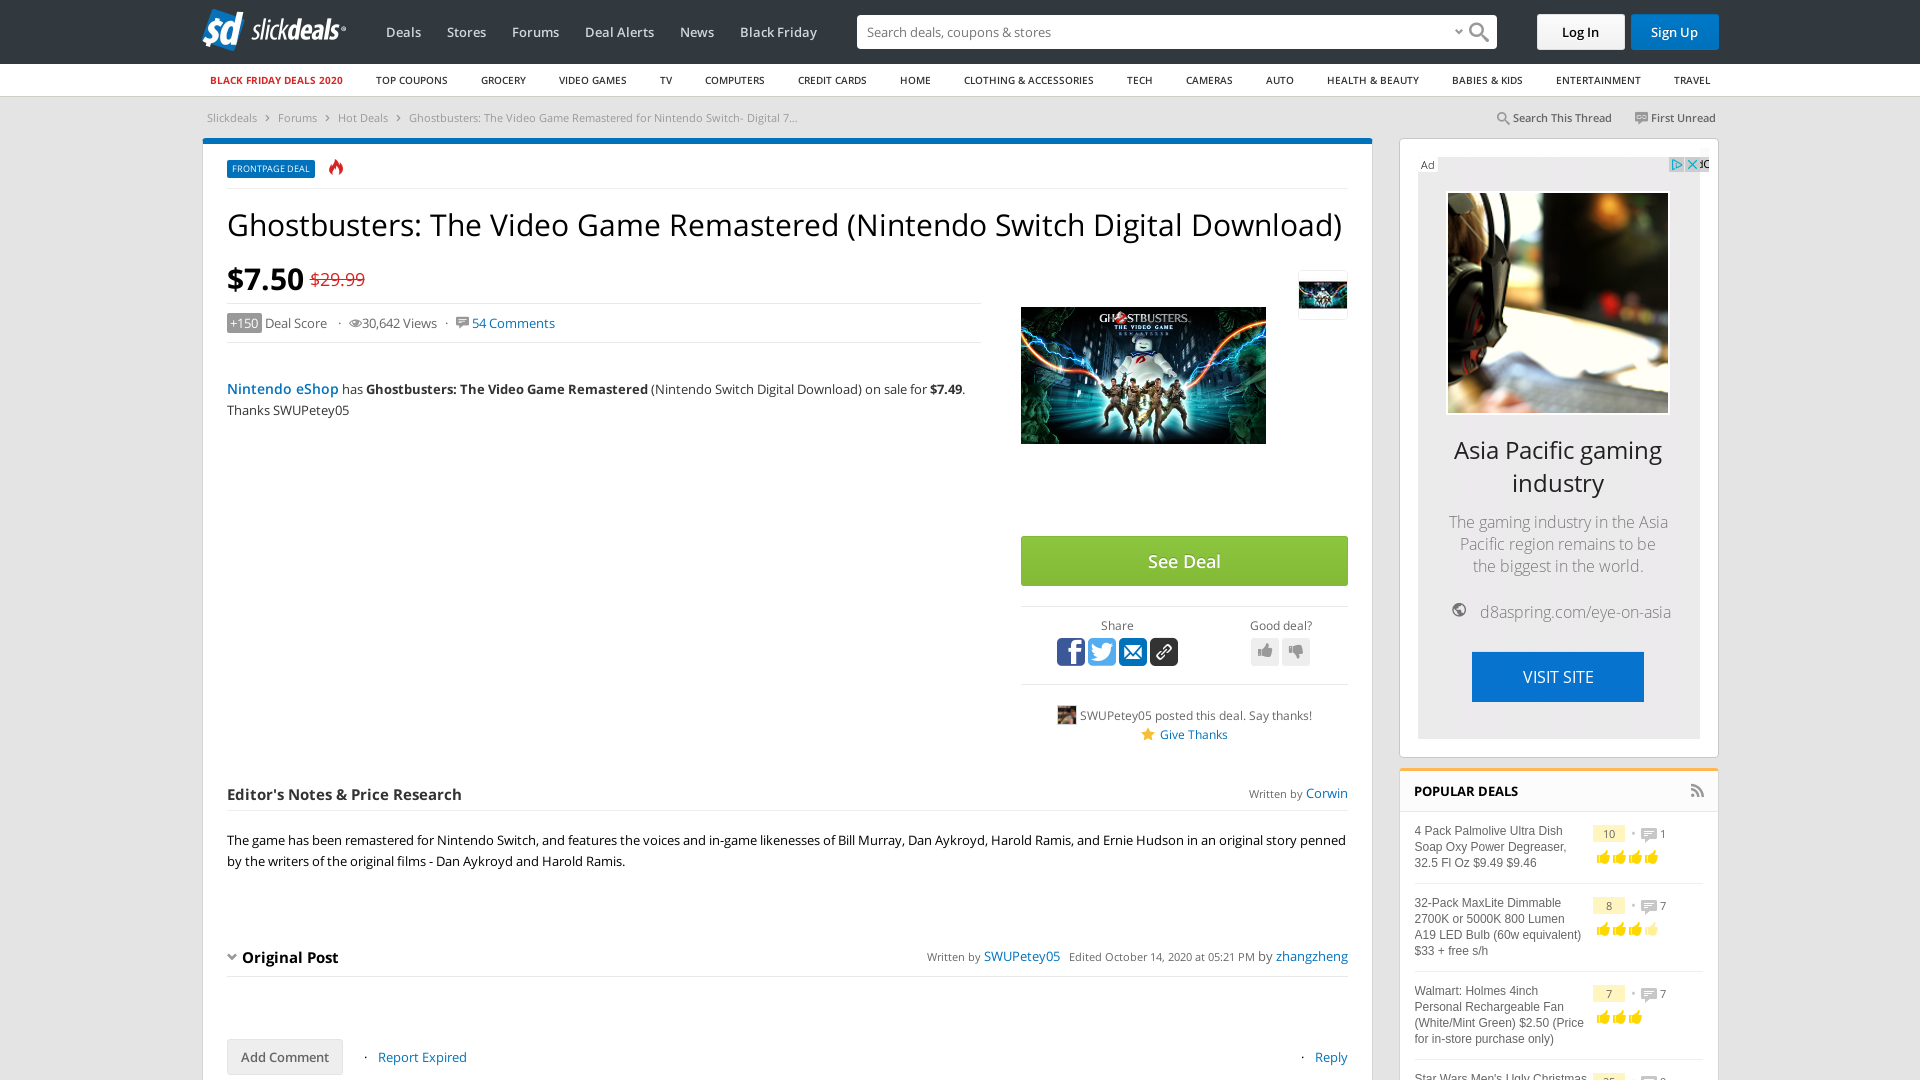 sd slickdeals
Deals
Stores
Forums
Deal Alerts
News
Black Friday
Search deals, coupons & stores
Log In
Sign Up
BLACK FRIDAY DEALS 2020
TOP COUPONS
GROCERY
VIDEO GAMES
TV
COMPUTERS
CREDIT CARDS
HOME
CLOTHING & ACCESSORIES
TECH
CAMERAS
AUTO
HEALTH & BEAUTY
BABIES & KIDS
ENTERTAINMENT
TRAVEL
Slickdeals › Forums › Hot Deals › Ghostbusters: The Video Game Remastered for Nintendo Switch- Digital 7...
Search This Thread
First Unread
FRONTPAGE DEAL
Ghostbusters: The Video Game Remastered (Nintendo Switch Digital Download)
$7.50 $29.99
+150 Deal Score · 30,642 Views · 54 Comments
Nintendo eShop has Ghostbusters: The Video Game Remastered (Nintendo Switch Digital Download) on sale for $7.49.
Thanks SWUPetey05
GHOSTBUSTERS
THE VIDEO GAME
REMASTERED
See Deal
Share
Good deal?
SWUPetey05 posted this deal. Say thanks!
Give Thanks
Editor's Notes & Price Research
Written by Corwin
The game has been remastered for Nintendo Switch, and features the voices and in-game likenesses of Bill Murray, Dan Aykroyd, Harold Ramis, and Ernie Hudson in an original story penned
by the writers of the original films - Dan Aykroyd and Harold Ramis.
Original Post
Written by SWUPetey05 Edited October 14, 2020 at 05:21 PM by zhangzheng
Add Comment
· Report Expired
· Reply
Ad
Asia Pacific gaming
industry
The gaming industry in the Asia
Pacific region remains to be
the biggest in the world.
d8aspring.com/eye-on-asia
VISIT SITE
POPULAR DEALS
4 Pack Palmolive Ultra Dish
Soap Oxy Power Degreaser,
32.5 Fl Oz $9.49 $9.46
10 • 1
32-Pack MaxLite Dimmable
2700K or 5000K 800 Lumen
A19 LED Bulb (60w equivalent)
$33 + free s/h
8 • 7
Walmart: Holmes 4inch
Personal Rechargeable Fan
(White/Mint Green) $2.50 (Price
for in-store purchase only)
7 • 7
Star Wars Men's Ugly Christmas